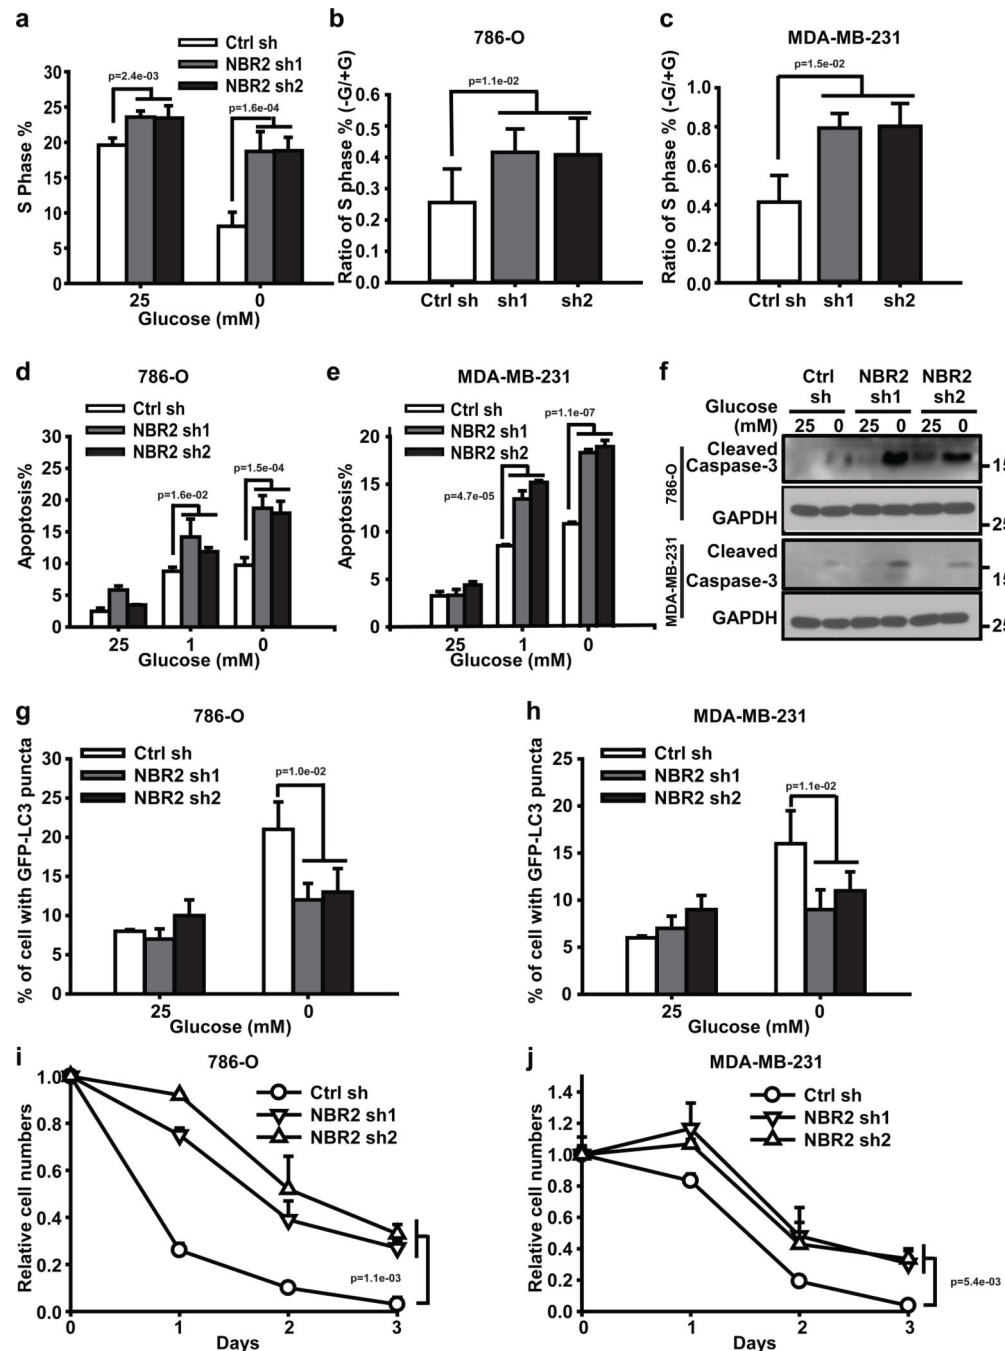 a
Ctrl sh
NBR2 sh1
NBR2 sh2
p=2.4e-03
p=1.6e-04
S Phase %
30
25
20
15
10
5
0
25 0
Glucose (mM)
b
786-O
p=1.1e-02
Ratio of S phase % (-G/+G)
0.6
0.5
0.4
0.3
0.2
0.1
0.0
Ctrl sh sh1 sh2
c
MDA-MB-231
p=1.5e-02
Ratio of S phase % (-G/+G)
1.0
0.8
0.6
0.4
0.2
0.0
Ctrl sh sh1 sh2
d
786-O
Ctrl sh
NBR2 sh1
NBR2 sh2
p=1.6e-02
p=1.5e-04
Apoptosis%
30
25
20
15
10
5
0
25 1 0
Glucose (mM)
e
MDA-MB-231
Ctrl sh
NBR2 sh1
NBR2 sh2
p=4.7e-05
p=1.1e-07
Apoptosis%
20
15
10
5
0
25 1 0
Glucose (mM)
f
Ctrl NBR2 NBR2
sh sh1 sh2
Glucose
(mM) 25 0 25 0 25 0
786-O
Cleaved
Caspase-3
15
GAPDH
25
MDA-MB-231
Cleaved
Caspase-3
15
GAPDH
25
g
786-O
Ctrl sh
NBR2 sh1
NBR2 sh2
p=1.0e-02
% of cell with GFP-LC3 puncta
30
25
20
15
10
5
0
25 0
Glucose (mM)
h
MDA-MB-231
Ctrl sh
NBR2 sh1
NBR2 sh2
p=1.1e-02
% of cell with GFP-LC3 puncta
25
20
15
10
5
0
25 0
Glucose (mM)
i
786-O
Ctrl sh
NBR2 sh1
NBR2 sh2
p=1.1e-03
Relative cell numbers
1.0
0.8
0.6
0.4
0.2
0.0
0 1 2 3
Days
j
MDA-MB-231
Ctrl sh
NBR2 sh1
NBR2 sh2
p=5.4e-03
Relative cell numbers
1.4
1.2
1.0
0.8
0.6
0.4
0.2
0.0
0 1 2 3
Days